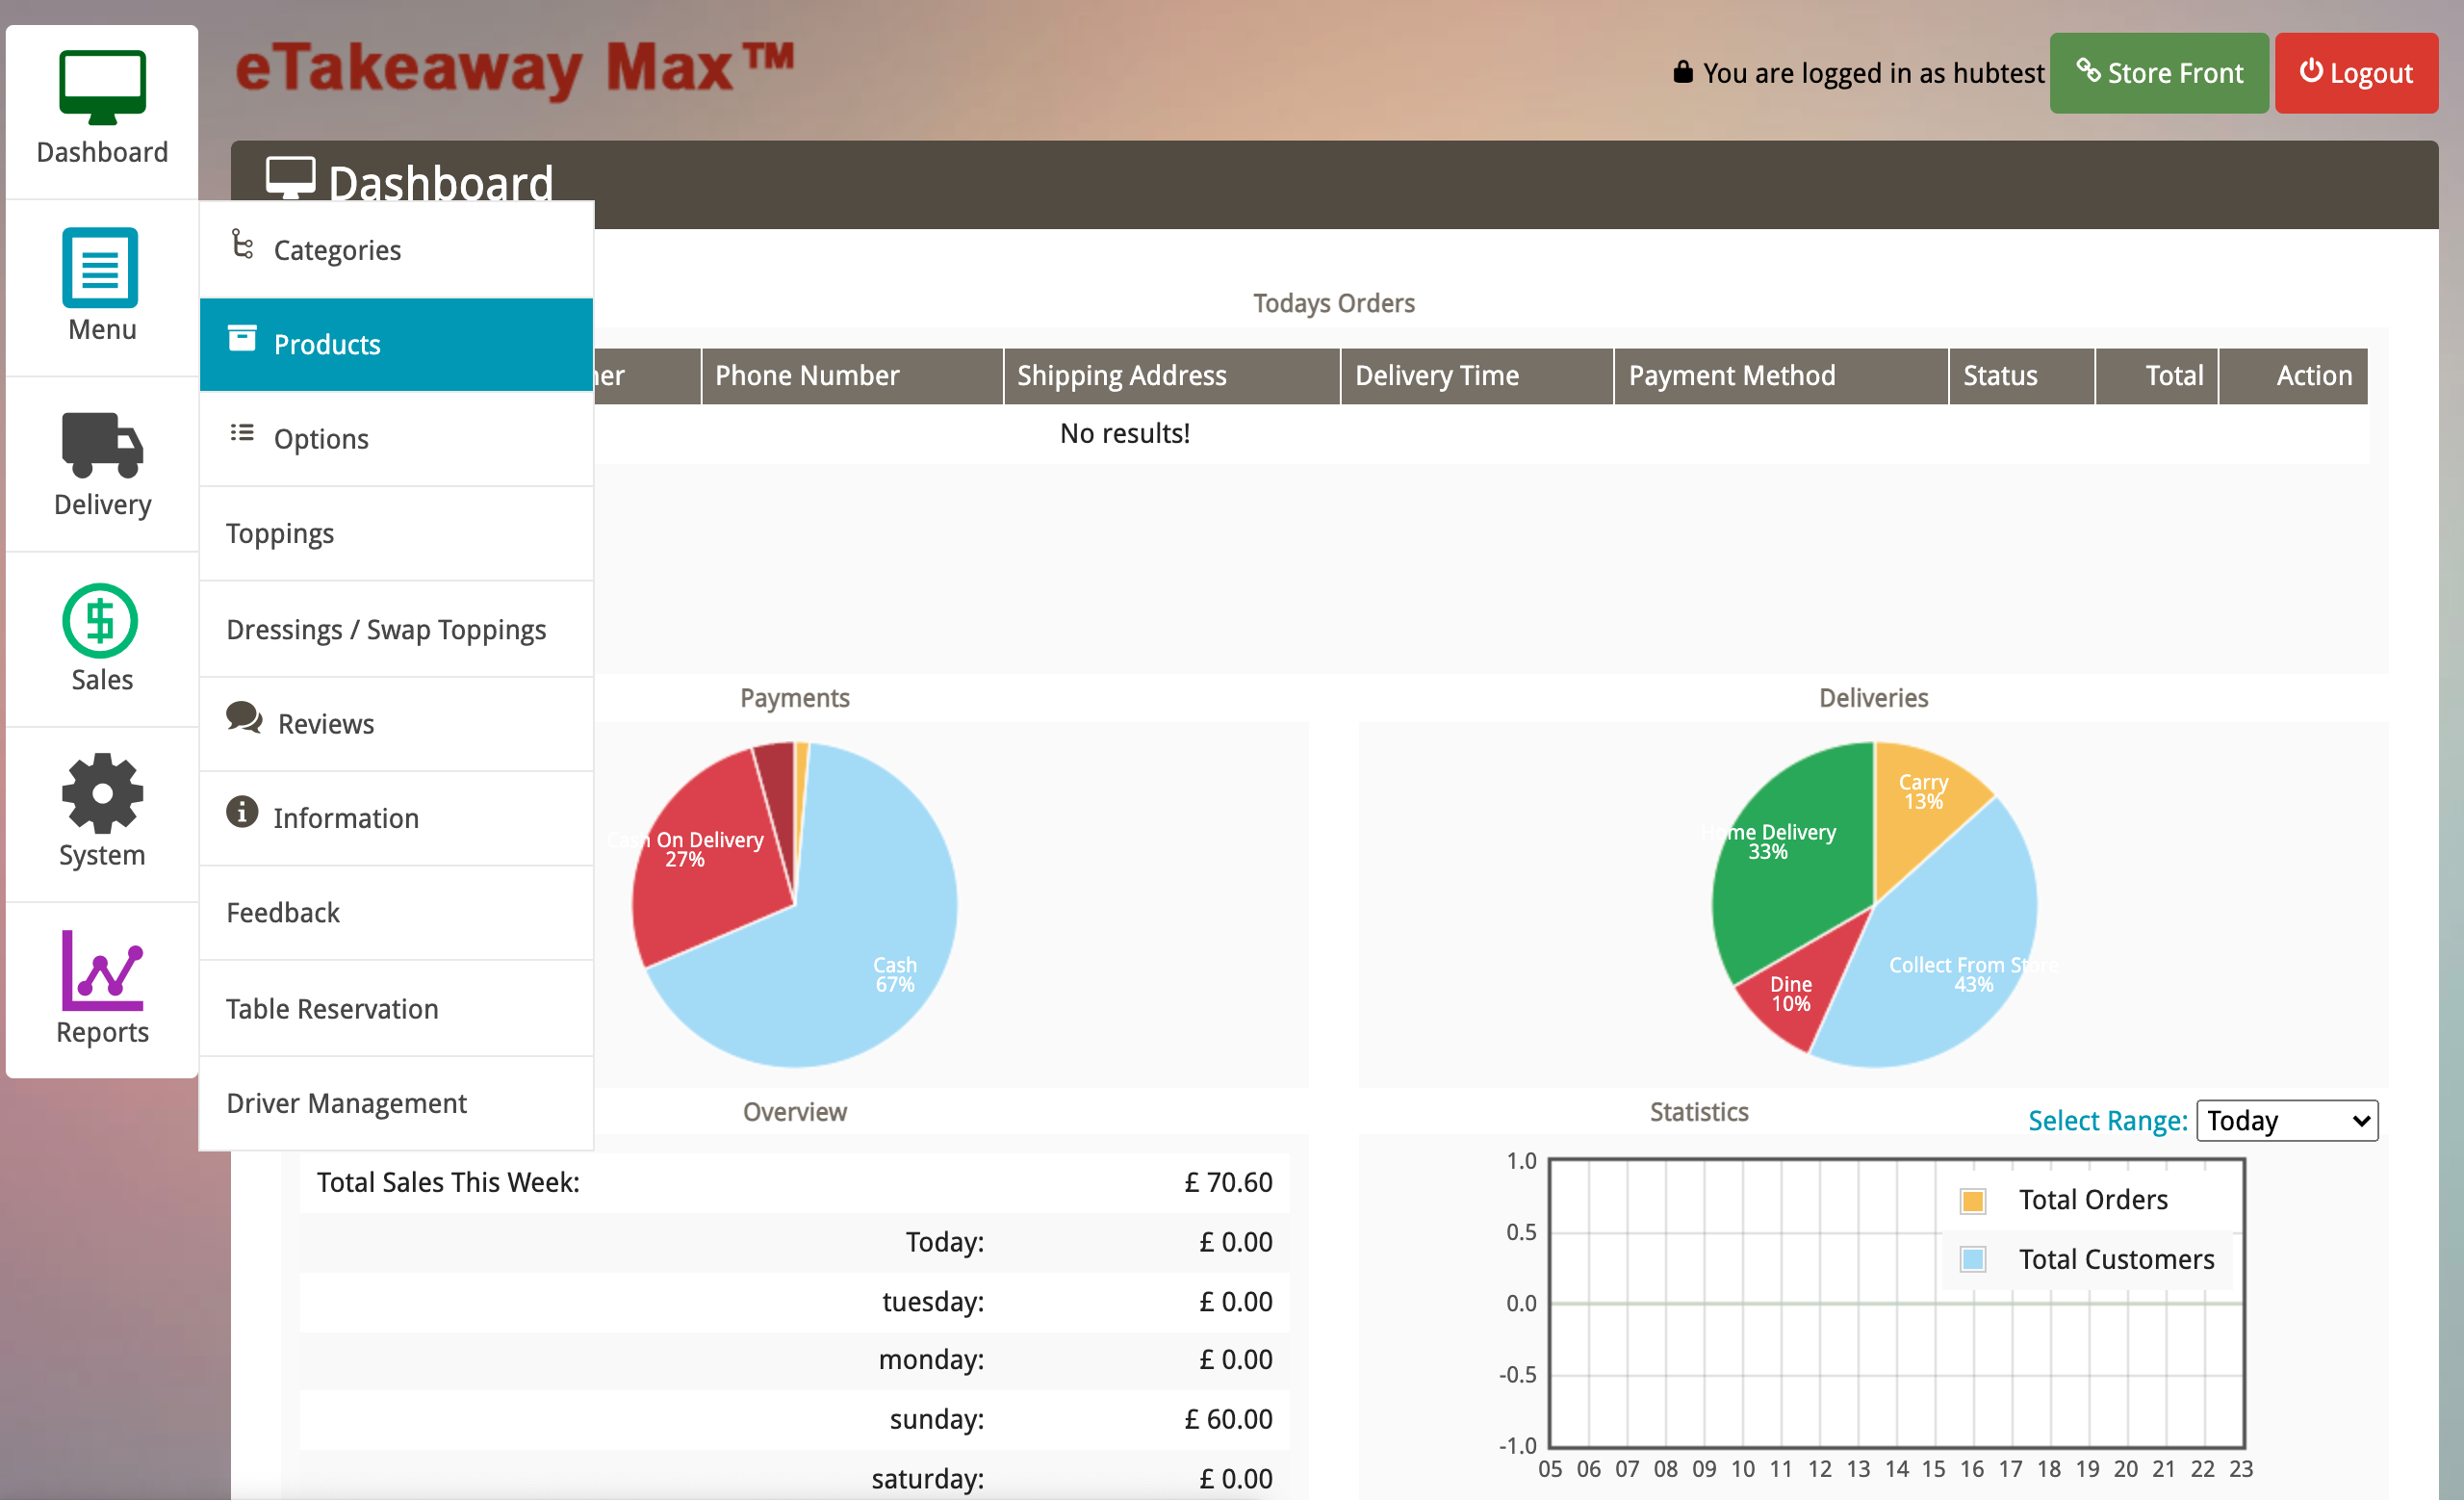 eTakeaway Max™
You are logged in as hubtest
Store Front
Logout
Dashboard
Menu
Delivery
Sales
System
Reports
Dashboard
Categories
Products
Options
Toppings
Dressings / Swap Toppings
Reviews
Information
Feedback
Table Reservation
Driver Management
Todays Orders
Phone Number Shipping Address Delivery Time Payment Method Status Total Action
No results!
Payments
Cash On Delivery
27%
Cash
67%
Deliveries
Carry
13%
Home Delivery
33%
Collect From Store
43%
Dine
10%
Overview
Total Sales This Week: £ 70.60
Today: £ 0.00
tuesday: £ 0.00
monday: £ 0.00
sunday: £ 60.00
saturday: £ 0.00
Statistics
Select Range: Today
1.0
0.5
0.0
-0.5
-1.0
Total Orders
Total Customers
05 06 07 08 09 10 11 12 13 14 15 16 17 18 19 20 21 22 23